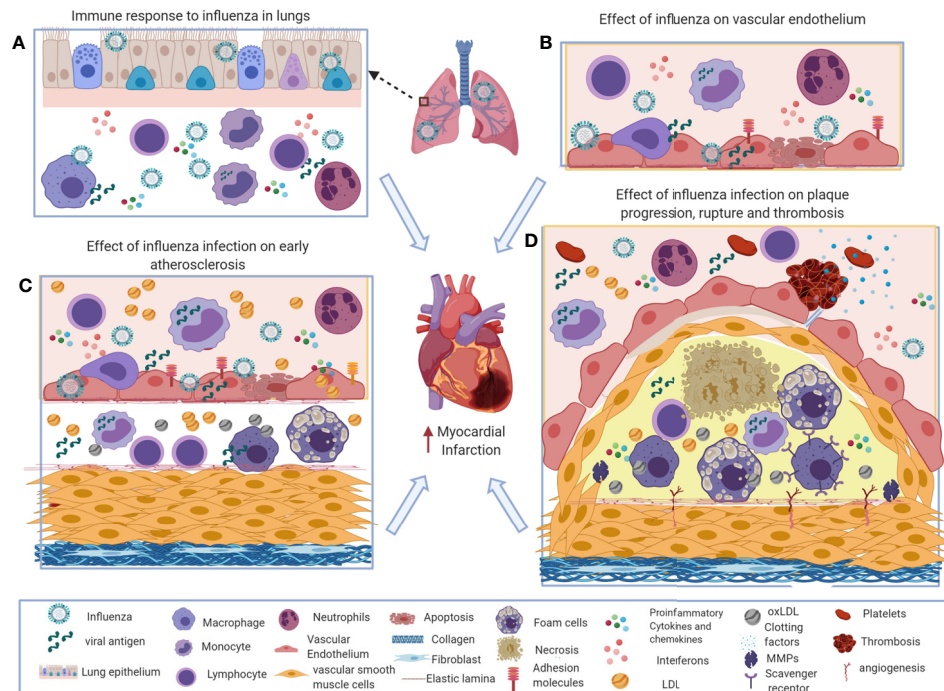 Immune response to influenza in lungs
A
Effect of influenza on vascular endothelium
B
Effect of influenza infection on plaque
progression, rupture and thrombosis
D
Effect of influenza infection on early
atherosclerosis
C
Myocardial
Infarction
Influenza
viral antigen
Lung epithelium
Macrophage
Monocyte
Lymphocyte
Neutrophils
Vascular
Endothelium
vascular smooth
muscle cells
Apoptosis
Collagen
Fibroblast
Elastic lamina
Foam cells
Necrosis
Adhesion
molecules
Proinfammatory
Cytokines and
chemekines
Interferons
LDL
oxLDL
Clotting
factors
MMPs
Scavenger
receptor
Platelets
Thrombosis
angiogenesis